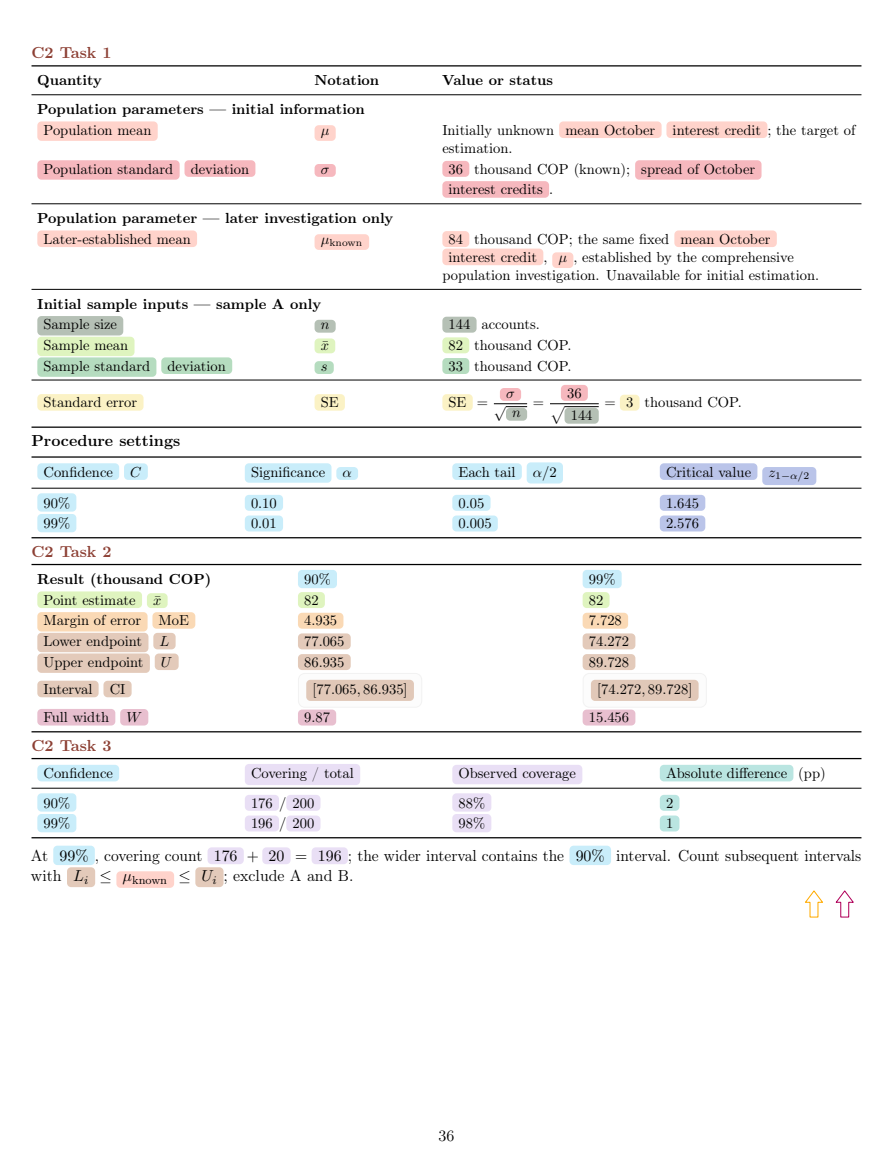 C2 Task 1
Quantity Notation Value or status
Population parameters — initial information
Population mean μ Initially unknown mean October interest credit ; the target of
estimation.
Population standard deviation σ 36 thousand COP (known); spread of October
interest credits .
Population parameter — later investigation only
Later-established mean μknown 84 thousand COP; the same fixed mean October
interest credit , μ , established by the comprehensive
population investigation. Unavailable for initial estimation.
Initial sample inputs — sample A only
Sample size n 144 accounts.
Sample mean x̄ 82 thousand COP.
Sample standard deviation s 33 thousand COP.
Standard error SE SE = σ/√n = 36/√144 = 3 thousand COP.
Procedure settings
Confidence C Significance α Each tail α/2 Critical value z1−α/2
90% 0.10 0.05 1.645
99% 0.01 0.005 2.576
C2 Task 2
Result (thousand COP) 90% 99%
Point estimate x̄ 82 82
Margin of error MoE 4.935 7.728
Lower endpoint L 77.065 74.272
Upper endpoint U 86.935 89.728
Interval CI [77.065, 86.935] [74.272, 89.728]
Full width W 9.87 15.456
C2 Task 3
Confidence Covering / total Observed coverage Absolute difference (pp)
90% 176 / 200 88% 2
99% 196 / 200 98% 1
At 99% , covering count 176 + 20 = 196 ; the wider interval contains the 90% interval. Count subsequent intervals
with Li ≤ μknown ≤ Ui ; exclude A and B.
36